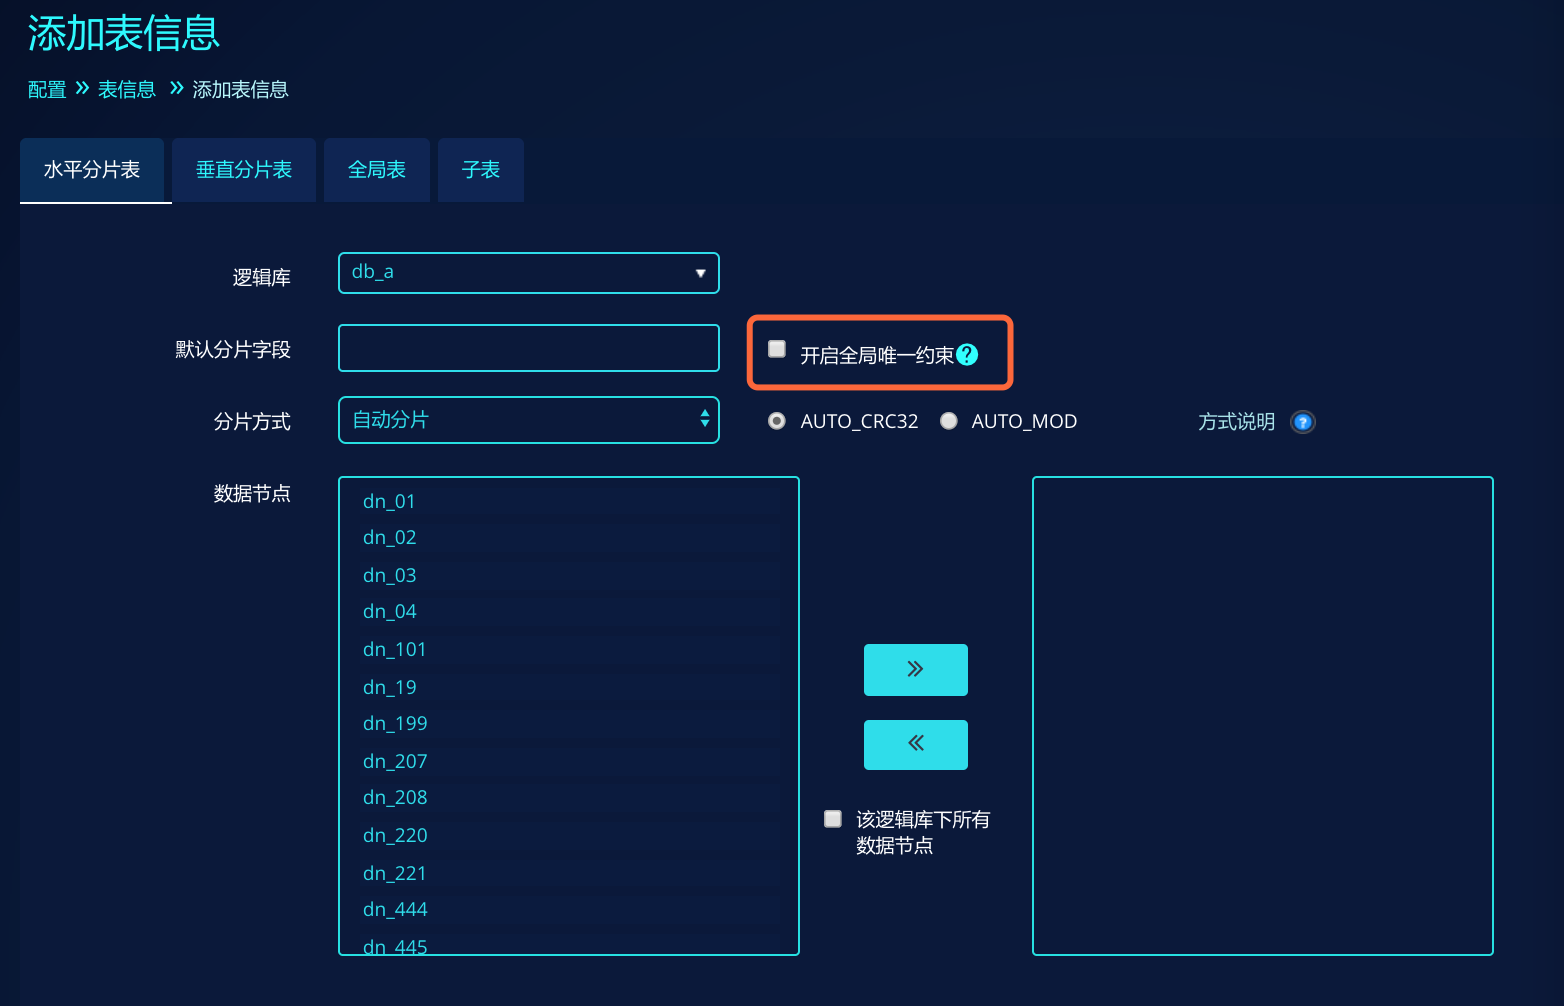 添加表信息
配置 » 表信息 » 添加表信息
水平分片表 垂直分片表 全局表 子表
逻辑库 db_a
默认分片字段 开启全局唯一约束?
分片方式 自动分片 AUTO_CRC32 AUTO_MOD 方式说明 ?
数据节点
dn_01
dn_02
dn_03
dn_04
dn_101
dn_19
dn_199
dn_207
dn_208
dn_220
dn_221
dn_444
dn_445
»
«
该逻辑库下所有
数据节点